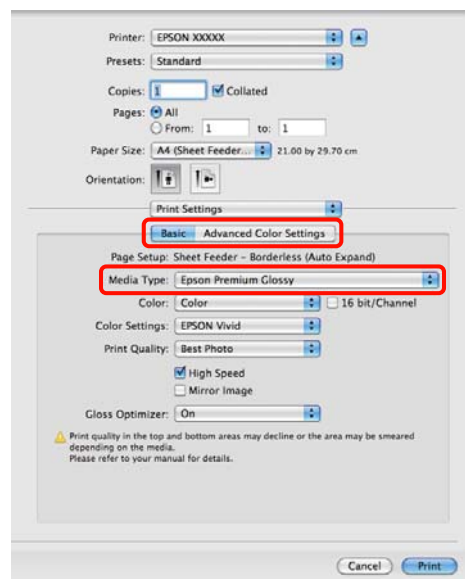 Printer: EPSON XXXXX
Presets: Standard
Copies: 1 Collated
Pages: All
From: 1 to: 1
Paper Size: A4 (Sheet Feeder... 21.00 by 29.70 cm
Orientation:
Print Settings
Basic Advanced Color Settings
Page Setup: Sheet Feeder - Borderless (Auto Expand)
Media Type: Epson Premium Glossy
Color: Color 16 bit/Channel
Color Settings: EPSON Vivid
Print Quality: Best Photo
High Speed
Mirror Image
Gloss Optimizer: On
Print quality in the top and bottom areas may decline or the area may be smeared
depending on the media.
Please refer to your manual for details.
Cancel Print